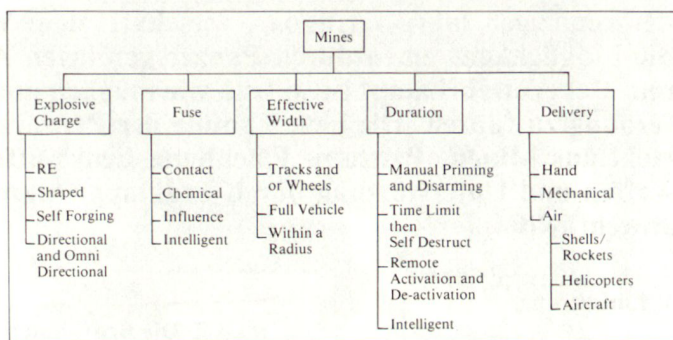 Mines
Explosive
Charge
Fuse
Effective
Width
Duration
Delivery
RE
Shaped
Self Forging
Directional
and Omni
Directional
Contact
Chemical
Influence
Intelligent
Tracks and
or Wheels
Full Vehicle
Within a
Radius
Manual Priming
and Disarming
Time Limit
then
Self Destruct
Remote
Activation and
De-activation
Intelligent
Hand
Mechanical
Air
Shells/
Rockets
Helicopters
Aircraft